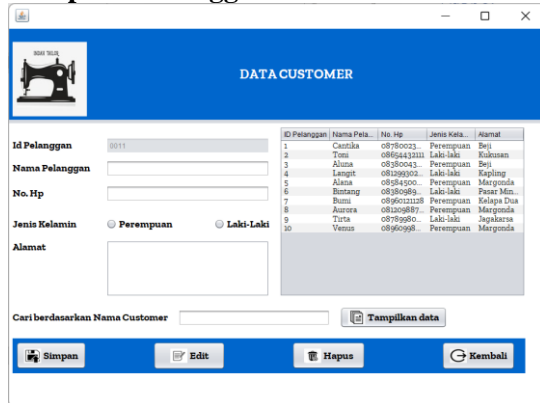 DATA CUSTOMER
Id Pelanggan 0011
Nama Pelanggan
No. Hp
Jenis Kelamin Perempuan Laki-Laki
Alamat
ID Pelanggan Nama Pela... No. Hp Jenis Kela... Alamat
1 Cantika 08780023... Perempuan Beji
2 Toni 08654432111 Laki-laki Kukusan
3 Aluna 08380043... Perempuan Beji
4 Langit 081299302... Laki-laki Kapling
5 Alana 08584500... Perempuan Margonda
6 Bintang 08380989... Laki-laki Pasar Min...
7 Bumi 08960121128 Perempuan Kelapa Dua
8 Aurora 081209887... Perempuan Margonda
9 Tirta 08789980... Laki-laki Jagakarsa
10 Venus 08960998... Perempuan Margonda
Cari berdasarkan Nama Customer Tampilkan data
Simpan Edit Hapus Kembali